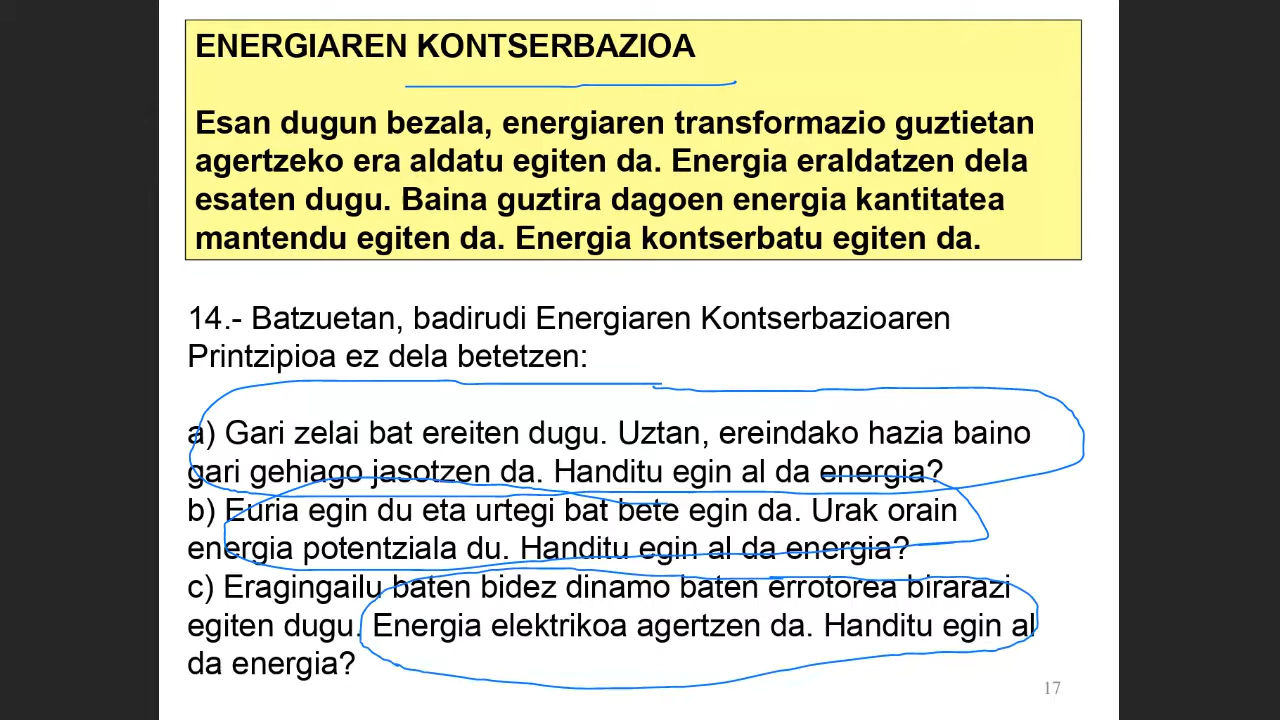 ENERGIAREN KONTSERBAZIOA
Esan dugun bezala, energiaren transformazio guztietan
agertzeko era aldatu egiten da. Energia eraldatzen dela
esaten dugu. Baina guztira dagoen energia kantitatea
mantendu egiten da. Energia kontserbatu egiten da.
14.- Batzuetan, badirudi Energiaren Kontserbazioaren
Printzipioa ez dela betetzen:
a) Gari zelai bat ereiten dugu. Uztan, ereindako hazia baino
gari gehiago jasotzen da. Handitu egin al da energia?
b) Euria egin du eta urtegi bat bete egin da. Urak orain
energia potentziala du. Handitu egin al da energia?
c) Eragingailu baten bidez dinamo baten errotorea birarazi
egiten dugu. Energia elektrikoa agertzen da. Handitu egin al
da energia?
17